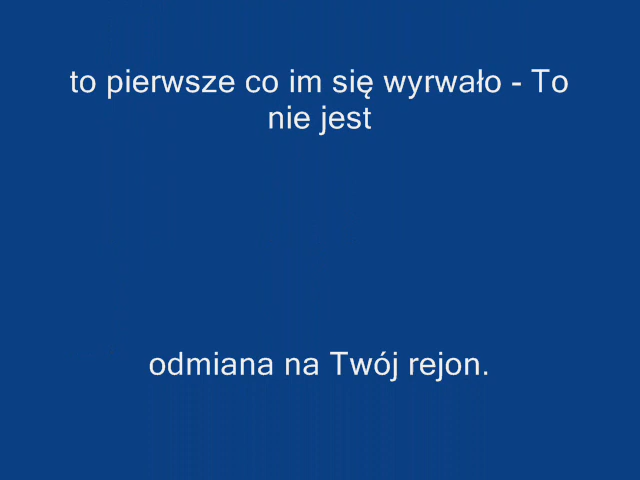 to pierwsze co im się wyrwało - To
nie jest
odmiana na Twój rejon.